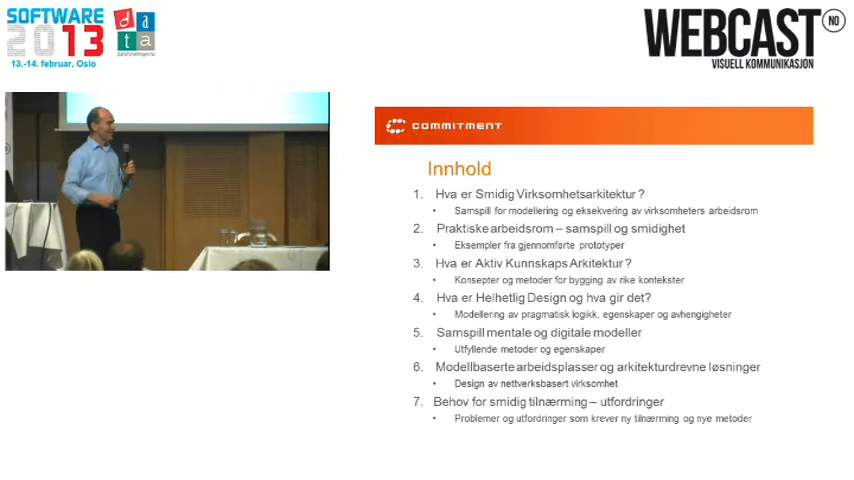 SOFTWARE
2013
13.-14. februar, Oslo
data
dataforeningen.no
WEBCAST
NO
VISUELL KOMMUNIKASJON
COMMITMENT
Innhold
1. Hva er Smidig Virksomhetsarkitektur ?
• Samspill for modellering og eksekvering av virksomheters arbeidsrom
2. Praktiske arbeidsrom – samspill og smidighet
• Eksempler fra gjennomførte prototyper
3. Hva er Aktiv Kunnskaps Arkitektur ?
• Konsepter og metoder for bygging av rike kontekster
4. Hva er Helhetlig Design og hva gir det?
• Modellering av pragmatisk logikk, egenskaper og avhengigheter
5. Samspill mentale og digitale modeller
• Utfyllende metoder og egenskaper
6. Modellbaserte arbeidsplasser og arkitekturdrevne løsninger
• Design av nettverksbasert virksomhet
7. Behov for smidig tilnærming – utfordringer
• Problemer og utfordringer som krever ny tilnærming og nye metoder